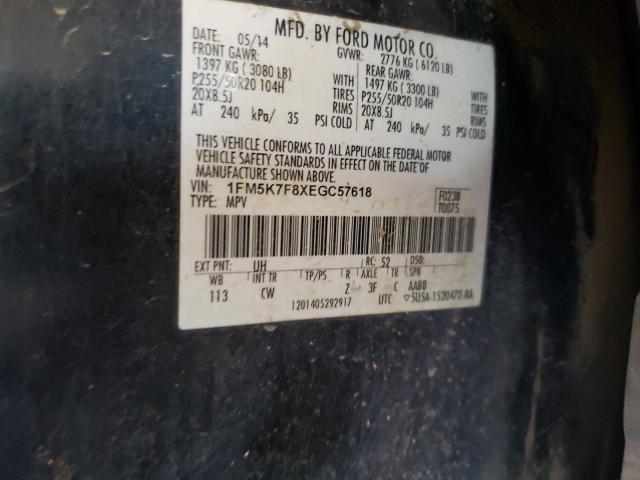 MFD. BY FORD MOTOR CO.
DATE: 05/14 GVWR: 2776 KG ( 6120 LB)
FRONT GAWR: REAR GAWR:
1397 KG ( 3080 LB) 1497 KG ( 3300 LB)
P255/50R20 104H WITH TIRES P255/50R20 104H WITH TIRES
20X8.5J RIMS 20X8.5J RIMS
AT 240 kPa/ 35 PSI COLD AT 240 kPa/ 35 PSI COLD
THIS VEHICLE CONFORMS TO ALL APPLICABLE FEDERAL MOTOR
VEHICLE SAFETY STANDARDS IN EFFECT ON THE DATE OF
MANUFACTURE SHOWN ABOVE.
VIN: 1FM5K7F8XEGC57618 F0238
TYPE: MPV T0075
EXT PNT: UH RC: 52 DSO:
WB INT TR TP/PS R AXLE TR SPR
113 CW Z 3F C AABB
1201405292917 UTC ▽5U5A-1520472-BA